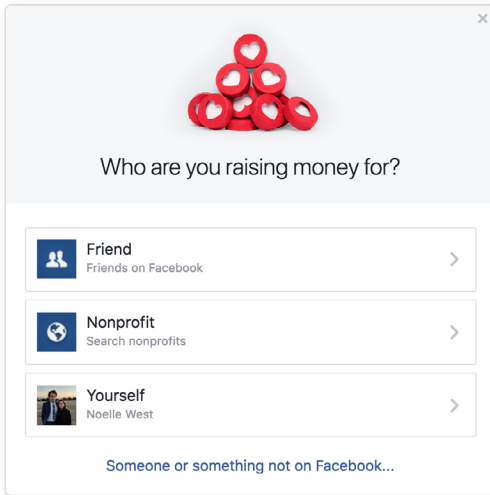 Who are you raising money for?
Friend
Friends on Facebook
Nonprofit
Search nonprofits
Yourself
Noelle West
Someone or something not on Facebook...